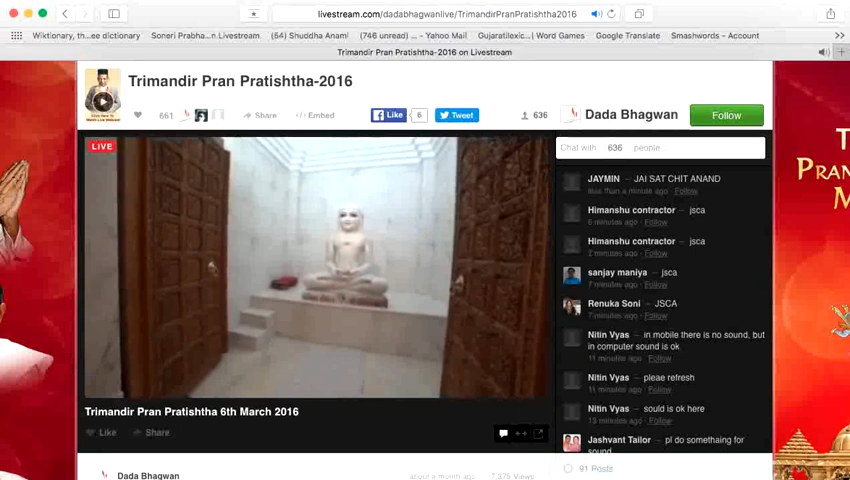 livestream.com/dadabhagwanlive/TrimandirPranPratishtha2016
Wiktionary, th...ee dictionary
Soneri Prabha...n Livestream
(54) Shuddha Anami
(746 unread) ... – Yahoo Mail
Gujaratilexic...| Word Games
Google Translate
Smashwords – Account
Trimandir Pran Pratishtha-2016 on Livestream
Trimandir Pran Pratishtha-2016
661
Share
Embed
Like
6
Tweet
636
Dada Bhagwan
Follow
LIVE
Chat with 636 people
JAYMIN – JAI SAT CHIT ANAND
less than a minute ago · Follow
Himanshu contractor – jsca
6 minutes ago · Follow
Himanshu contractor – jsca
2 minutes ago · Follow
sanjay maniya – jsca
7 minutes ago · Follow
Renuka Soni – JSCA
7 minutes ago · Follow
Nitin Vyas – in mobile there is no sound, but
in computer sound is ok
11 minutes ago · Follow
Nitin Vyas – pleae refresh
11 minutes ago · Follow
Nitin Vyas – sould is ok here
13 minutes ago · Follow
Jashvant Tailor – pl do somethaing for
sound
Trimandir Pran Pratishtha 6th March 2016
Like
Share
91 Posts
Dada Bhagwan
about a month ago · 7,375 Views
T
PRAN
M